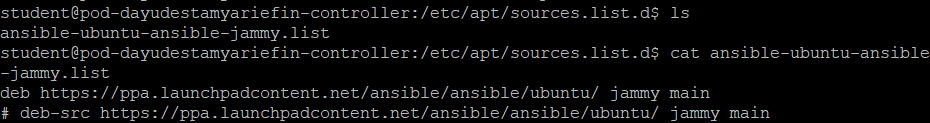 student@pod-dayudestamyariefin-controller:/etc/apt/sources.list.d$ ls
ansible-ubuntu-ansible-jammy.list
student@pod-dayudestamyariefin-controller:/etc/apt/sources.list.d$ cat ansible-ubuntu-ansible
-jammy.list
deb https://ppa.launchpadcontent.net/ansible/ansible/ubuntu/ jammy main
# deb-src https://ppa.launchpadcontent.net/ansible/ansible/ubuntu/ jammy main